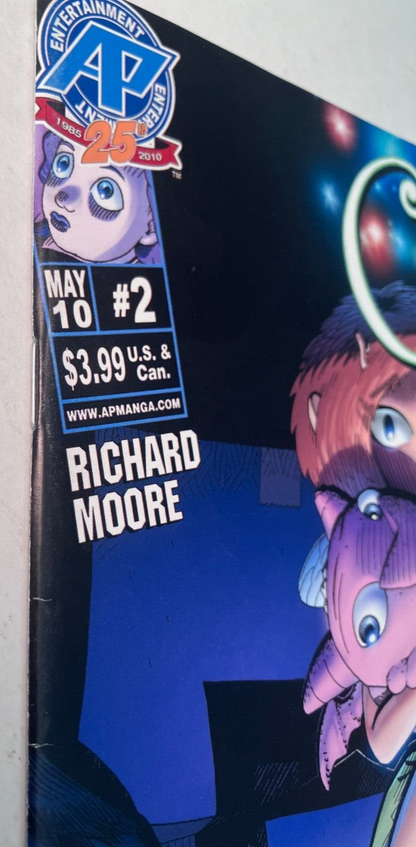 ENTERTAINMENT
AP
ENTERTAINMENT
1985 25th 2010
TM
MAY
10
#2
$3.99 U.S. &
Can.
WWW.APMANGA.COM
RICHARD
MOORE